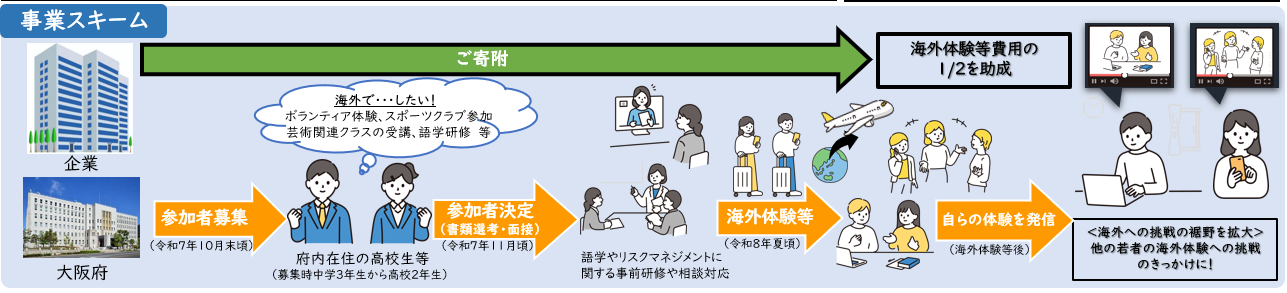 事業スキーム
ご寄附
海外体験等費用の
1/2を助成
海外で・・・したい！
ボランティア体験、スポーツクラブ参加
芸術関連クラスの受講、語学研修 等
企業
大阪府
参加者募集
（令和7年10月末頃）
府内在住の高校生等
（募集時中学3年生から高校2年生）
参加者決定
（書類選考・面接）
（令和7年11月頃）
語学やリスクマネジメントに
関する事前研修や相談対応
海外体験等
（令和8年夏頃）
自らの体験を発信
（海外体験等後）
＜海外への挑戦の裾野を拡大＞
他の若者の海外体験への挑戦
のきっかけに！